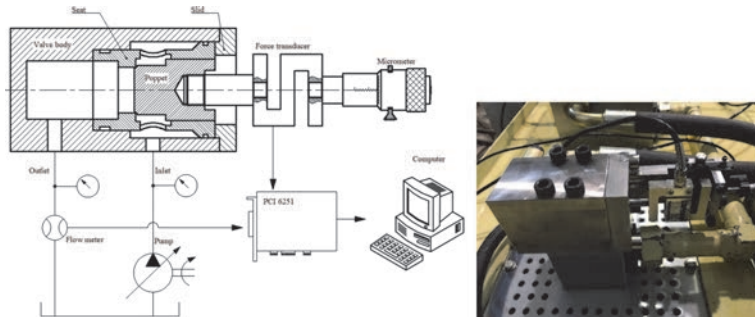 Seat
Slid
Valve body
Force transducer
Poppet
Micrometer
Outlet
Inlet
Computer
PCI 6251
Flow meter
Pump